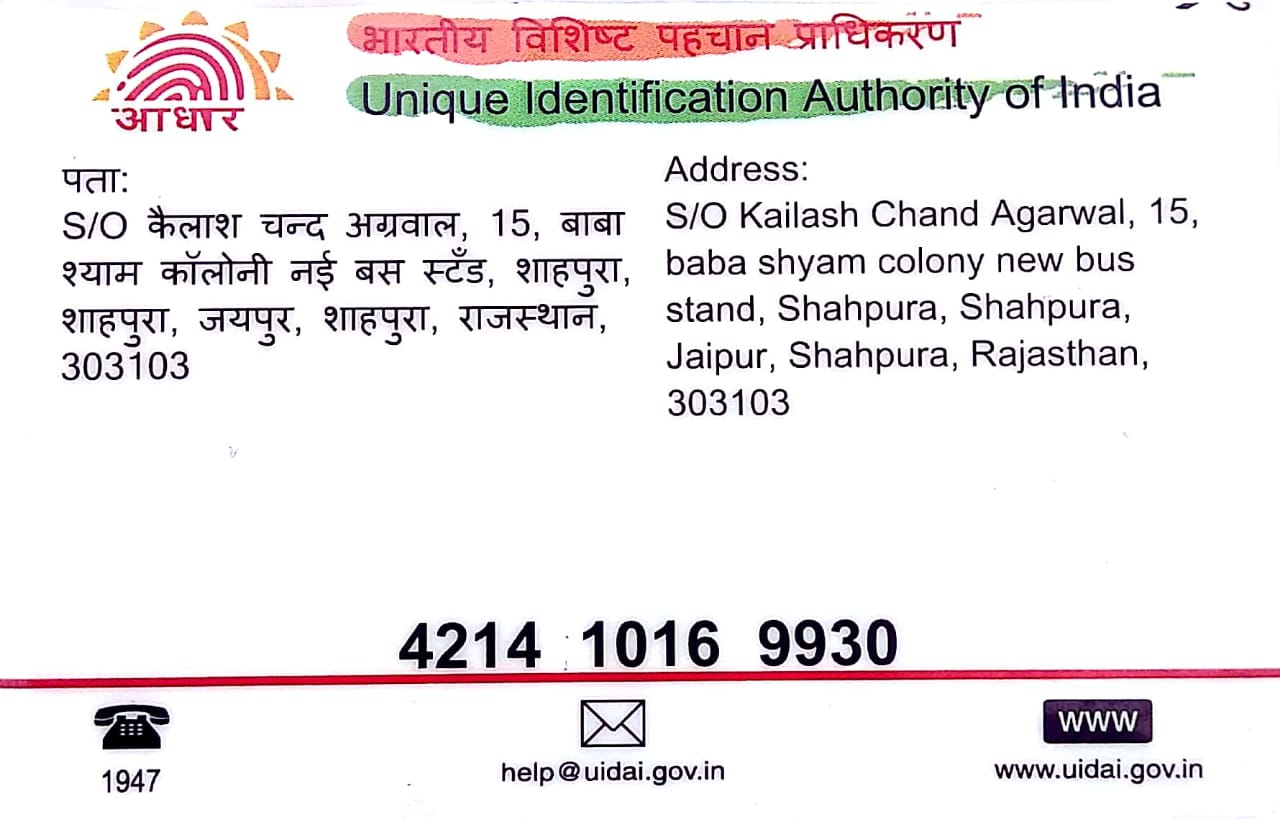 भारतीय विशिष्ट पहचान प्राधिकरण
Unique Identification Authority of India
आधार
पता:
S/O कैलाश चन्द अग्रवाल, 15, बाबा
श्याम कॉलोनी नई बस स्टैंड, शाहपुरा,
शाहपुरा, जयपुर, शाहपुरा, राजस्थान,
303103
Address:
S/O Kailash Chand Agarwal, 15,
baba shyam colony new bus
stand, Shahpura, Shahpura,
Jaipur, Shahpura, Rajasthan,
303103
4214 1016 9930
1947
help@uidai.gov.in
WWW
www.uidai.gov.in